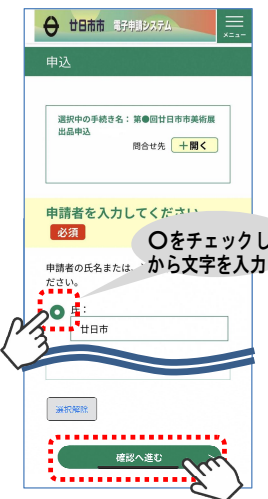 廿日市市 電子申請システム
メニュー
申込
選択中の手続き名： 第●回廿日市市美術展
出品申込
問合せ先 ＋開く
申請者を入力してください
必須
〇をチェックし
から文字を入力
申請者の氏名または、
ださい。
氏：
廿日市
選択解除
確認へ進む